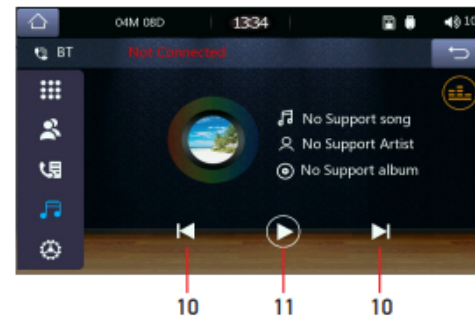 04M 08D 13:34 10
BT Not Connected
No Support song
No Support Artist
No Support album
10 11 10